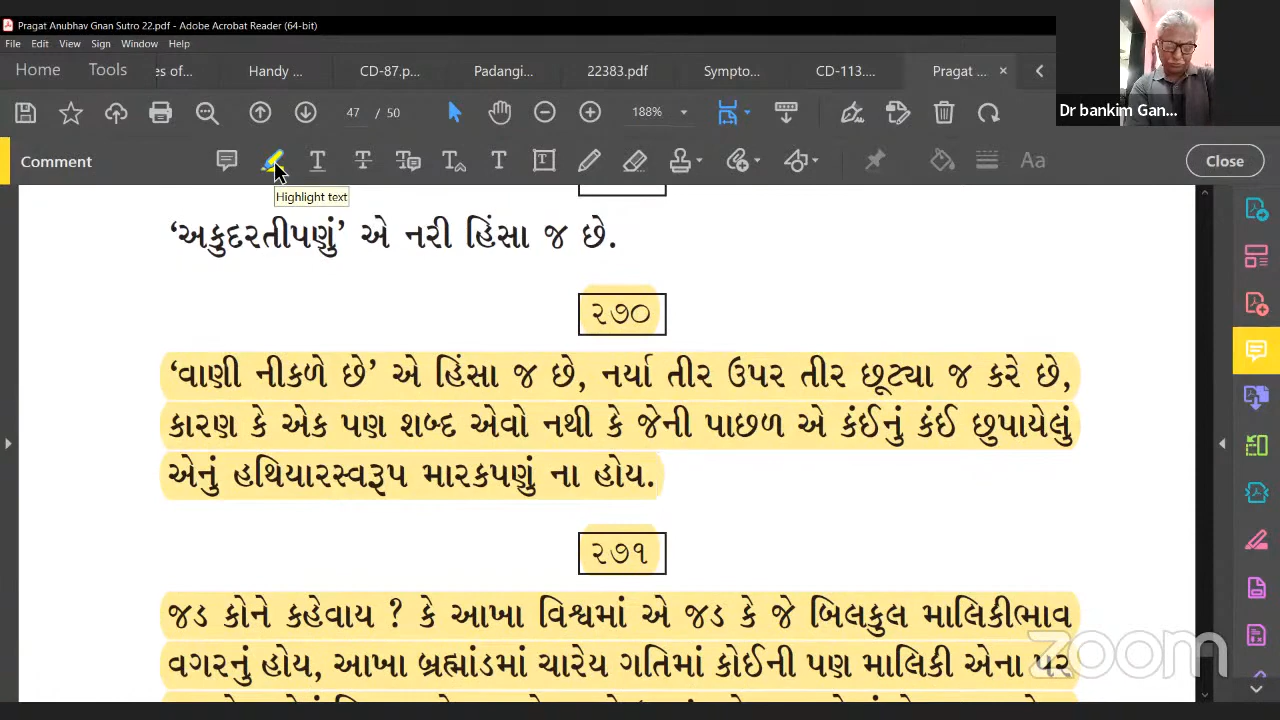 Pragat Anubhav Gnan Sutro 22.pdf - Adobe Acrobat Reader (64-bit)
File Edit View Sign Window Help
Home Tools es of... Handy ... CD-87.p... Padangi... 22383.pdf Sympto... CD-113.... Pragat ...
47 / 50 188%
Comment Aa Close
Highlight text
Dr bankim Gan...
‘અકુદરતીપણું’ એ નરી હિંસા જ છે.
૨૭૦
‘વાણી નીકળે છે’ એ હિંસા જ છે, નર્યા તીર ઉપર તીર છૂટ્યા જ કરે છે,
કારણ કે એક પણ શબ્દ એવો નથી કે જેની પાછળ એ કંઈનું કંઈ છુપાયેલું
એનું હથિયારસ્વરૂપ મારકપણું ના હોય.
૨૭૧
જડ કોને કહેવાય ? કે આખા વિશ્વમાં એ જડ કે જે બિલકુલ માલિકીભાવ
વગરનું હોય, આખા બ્રહ્માંડમાં ચારેય ગતિમાં કોઈની પણ માલિકી એના પર
zoom